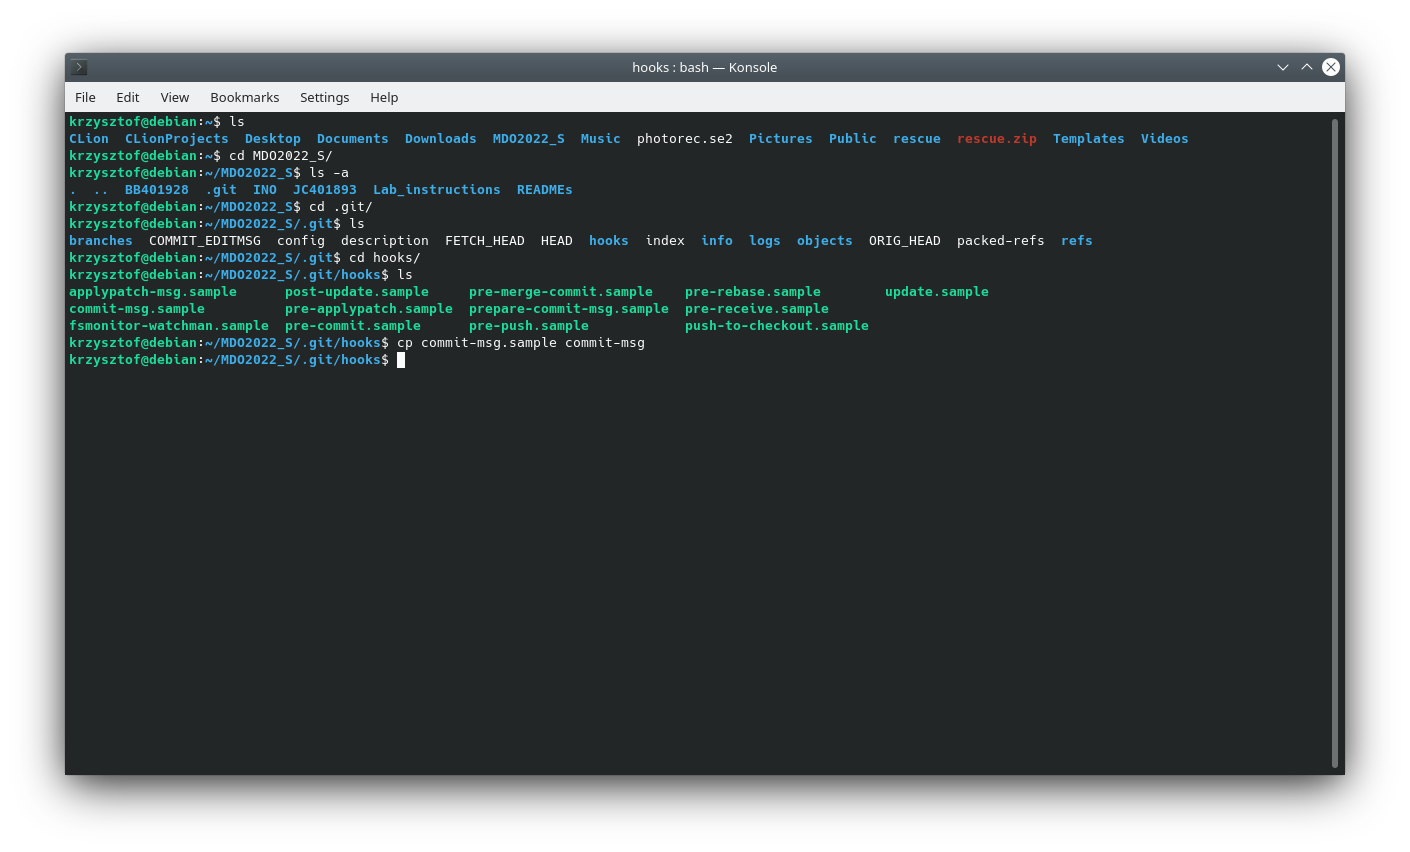 hooks : bash — Konsole
File Edit View Bookmarks Settings Help
krzysztof@debian:~$ ls
CLion  CLionProjects  Desktop  Documents  Downloads  MDO2022_S  Music  photorec.se2  Pictures  Public  rescue  rescue.zip  Templates  Videos
krzysztof@debian:~$ cd MDO2022_S/
krzysztof@debian:~/MDO2022_S$ ls -a
.  ..  BB401928  .git  INO  JC401893  Lab_instructions  READMEs
krzysztof@debian:~/MDO2022_S$ cd .git/
krzysztof@debian:~/MDO2022_S/.git$ ls
branches  COMMIT_EDITMSG  config  description  FETCH_HEAD  HEAD  hooks  index  info  logs  objects  ORIG_HEAD  packed-refs  refs
krzysztof@debian:~/MDO2022_S/.git$ cd hooks/
krzysztof@debian:~/MDO2022_S/.git/hooks$ ls
applypatch-msg.sample      post-update.sample     pre-merge-commit.sample    pre-rebase.sample        update.sample
commit-msg.sample          pre-applypatch.sample  prepare-commit-msg.sample  pre-receive.sample
fsmonitor-watchman.sample  pre-commit.sample      pre-push.sample            push-to-checkout.sample
krzysztof@debian:~/MDO2022_S/.git/hooks$ cp commit-msg.sample commit-msg
krzysztof@debian:~/MDO2022_S/.git/hooks$